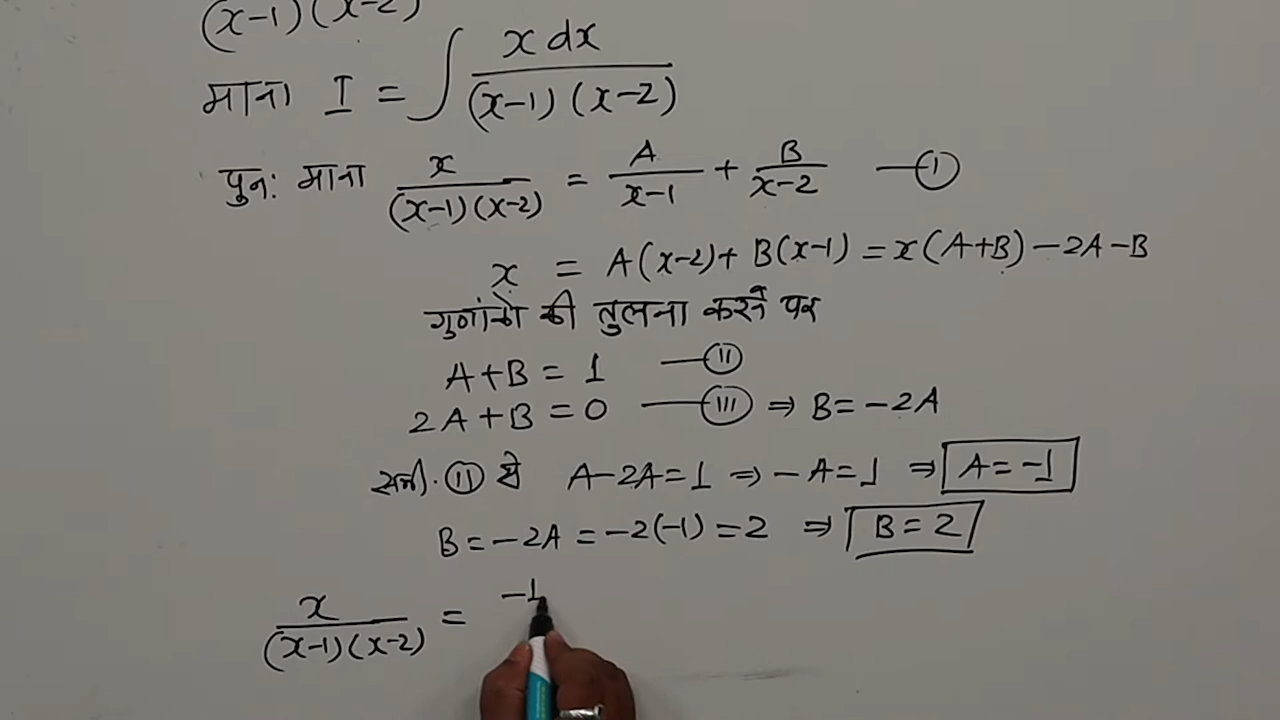 (x-1)(x-2)
माना I = ∫ x dx / (x-1)(x-2)
पुनः माना x / (x-1)(x-2) = A / x-1 + B / x-2 —(I)
x = A(x-2)+ B(x-1) = x(A+B) - 2A - B
गुणांको की तुलना करने पर
A+B = 1 —(II)
2A+B = 0 —(III) ⇒ B = -2A
समी. (II) से A-2A=1 ⇒ -A=1 ⇒ A=-1
B = -2A = -2(-1) = 2 ⇒ B=2
x / (x-1)(x-2) = -1